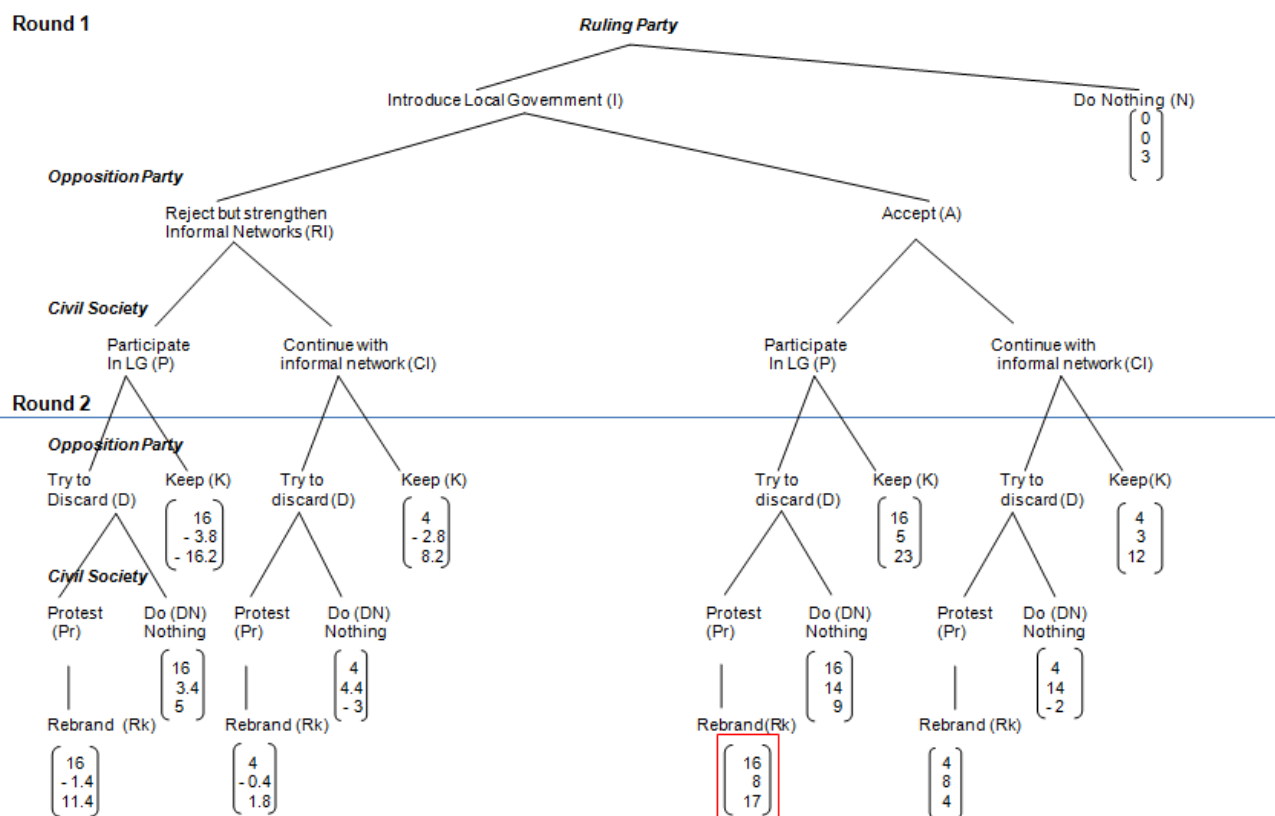 Round 1
Ruling Party
Introduce Local Government (I)
Do Nothing (N)
0
0
3
Opposition Party
Reject but strengthen
Informal Networks (RI)
Accept (A)
Civil Society
Participate
In LG (P)
Continue with
informal network (CI)
Participate
In LG (P)
Continue with
informal network (CI)
Round 2
Opposition Party
Try to
Discard (D)
Keep (K)
16
- 3.8
- 16.2
Try to
discard (D)
Keep (K)
4
- 2.8
8.2
Try to
discard (D)
Keep (K)
16
5
23
Try to
discard (D)
Keep(K)
4
3
12
Civil Society
Protest
(Pr)
Do (DN)
Nothing
16
3.4
5
Protest
(Pr)
Do (DN)
Nothing
4
4.4
- 3
Protest
(Pr)
Do (DN)
Nothing
16
14
9
Protest
(Pr)
Do (DN)
Nothing
4
14
- 2
Rebrand (Rk)
16
- 1.4
11.4
Rebrand (Rk)
4
- 0.4
1.8
Rebrand(Rk)
16
8
17
Rebrand (Rk)
4
8
4